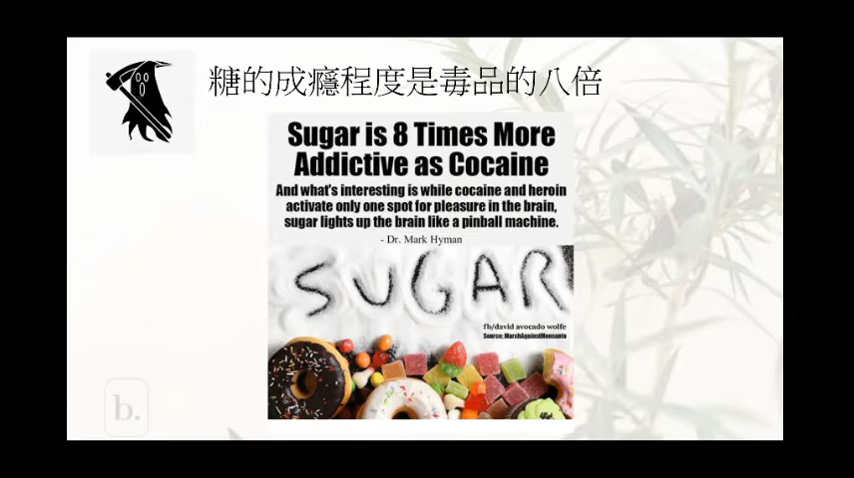 糖的成癮程度是毒品的八倍
Sugar is 8 Times More
Addictive as Cocaine
And what's interesting is while cocaine and heroin
activate only one spot for pleasure in the brain,
sugar lights up the brain like a pinball machine.
- Dr. Mark Hyman
SUGAR
fb/david avocado wolfe
Source: MarchAgainstMonsanto
b.